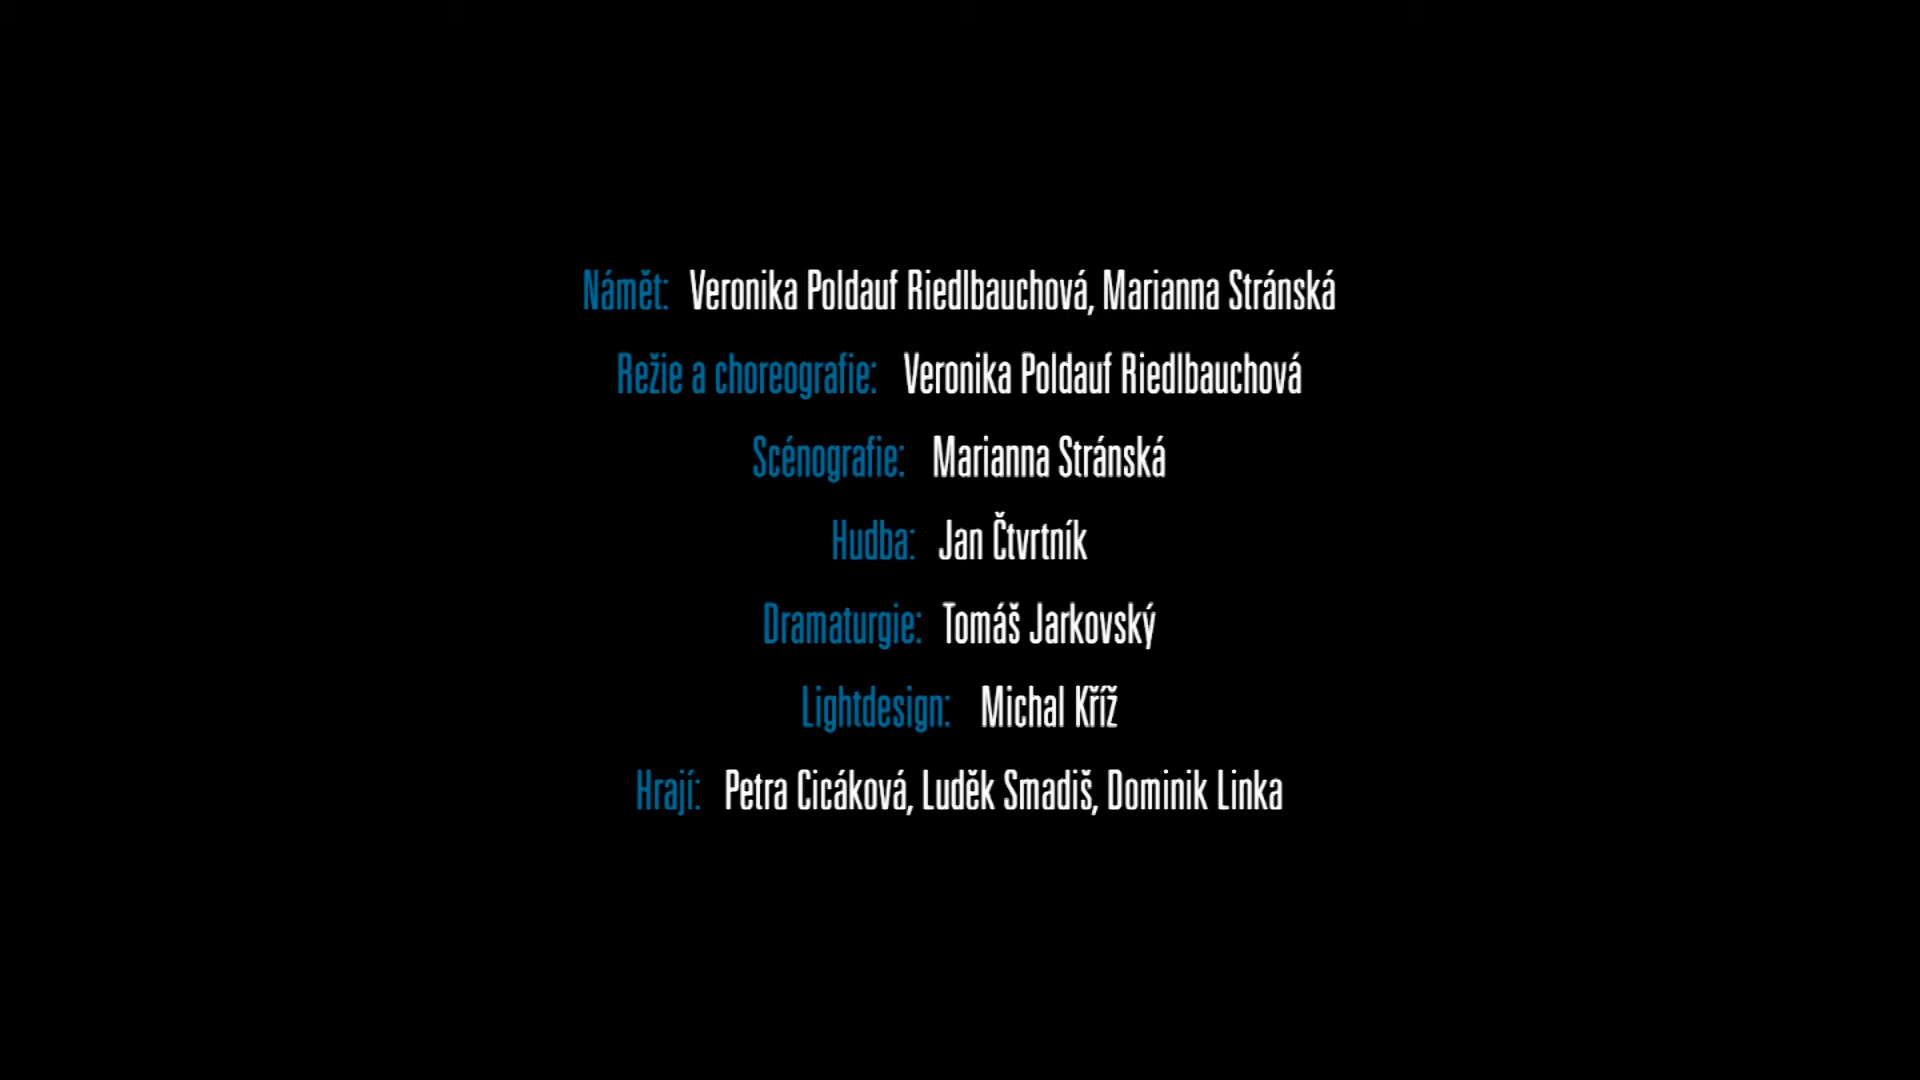 Námět: Veronika Poldauf Riedlbauchová, Marianna Stránská
Režie a choreografie: Veronika Poldauf Riedlbauchová
Scénografie: Marianna Stránská
Hudba: Jan Čtvrtník
Dramaturgie: Tomáš Jarkovský
Lightdesign: Michal Kříž
Hrají: Petra Cicáková, Luděk Smadiš, Dominik Linka